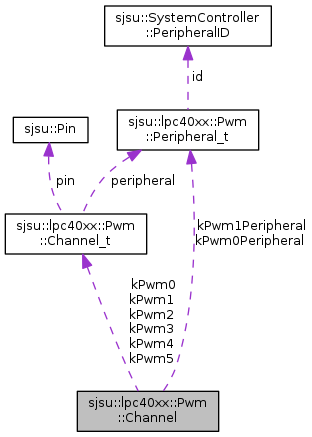 sjsu::SystemController
::PeripheralID
id
sjsu::Pin
sjsu::lpc40xx::Pwm
::Peripheral_t
pin
peripheral
sjsu::lpc40xx::Pwm
::Channel_t
kPwm1Peripheral
kPwm0Peripheral
kPwm0
kPwm1
kPwm2
kPwm3
kPwm4
kPwm5
sjsu::lpc40xx::Pwm
::Channel